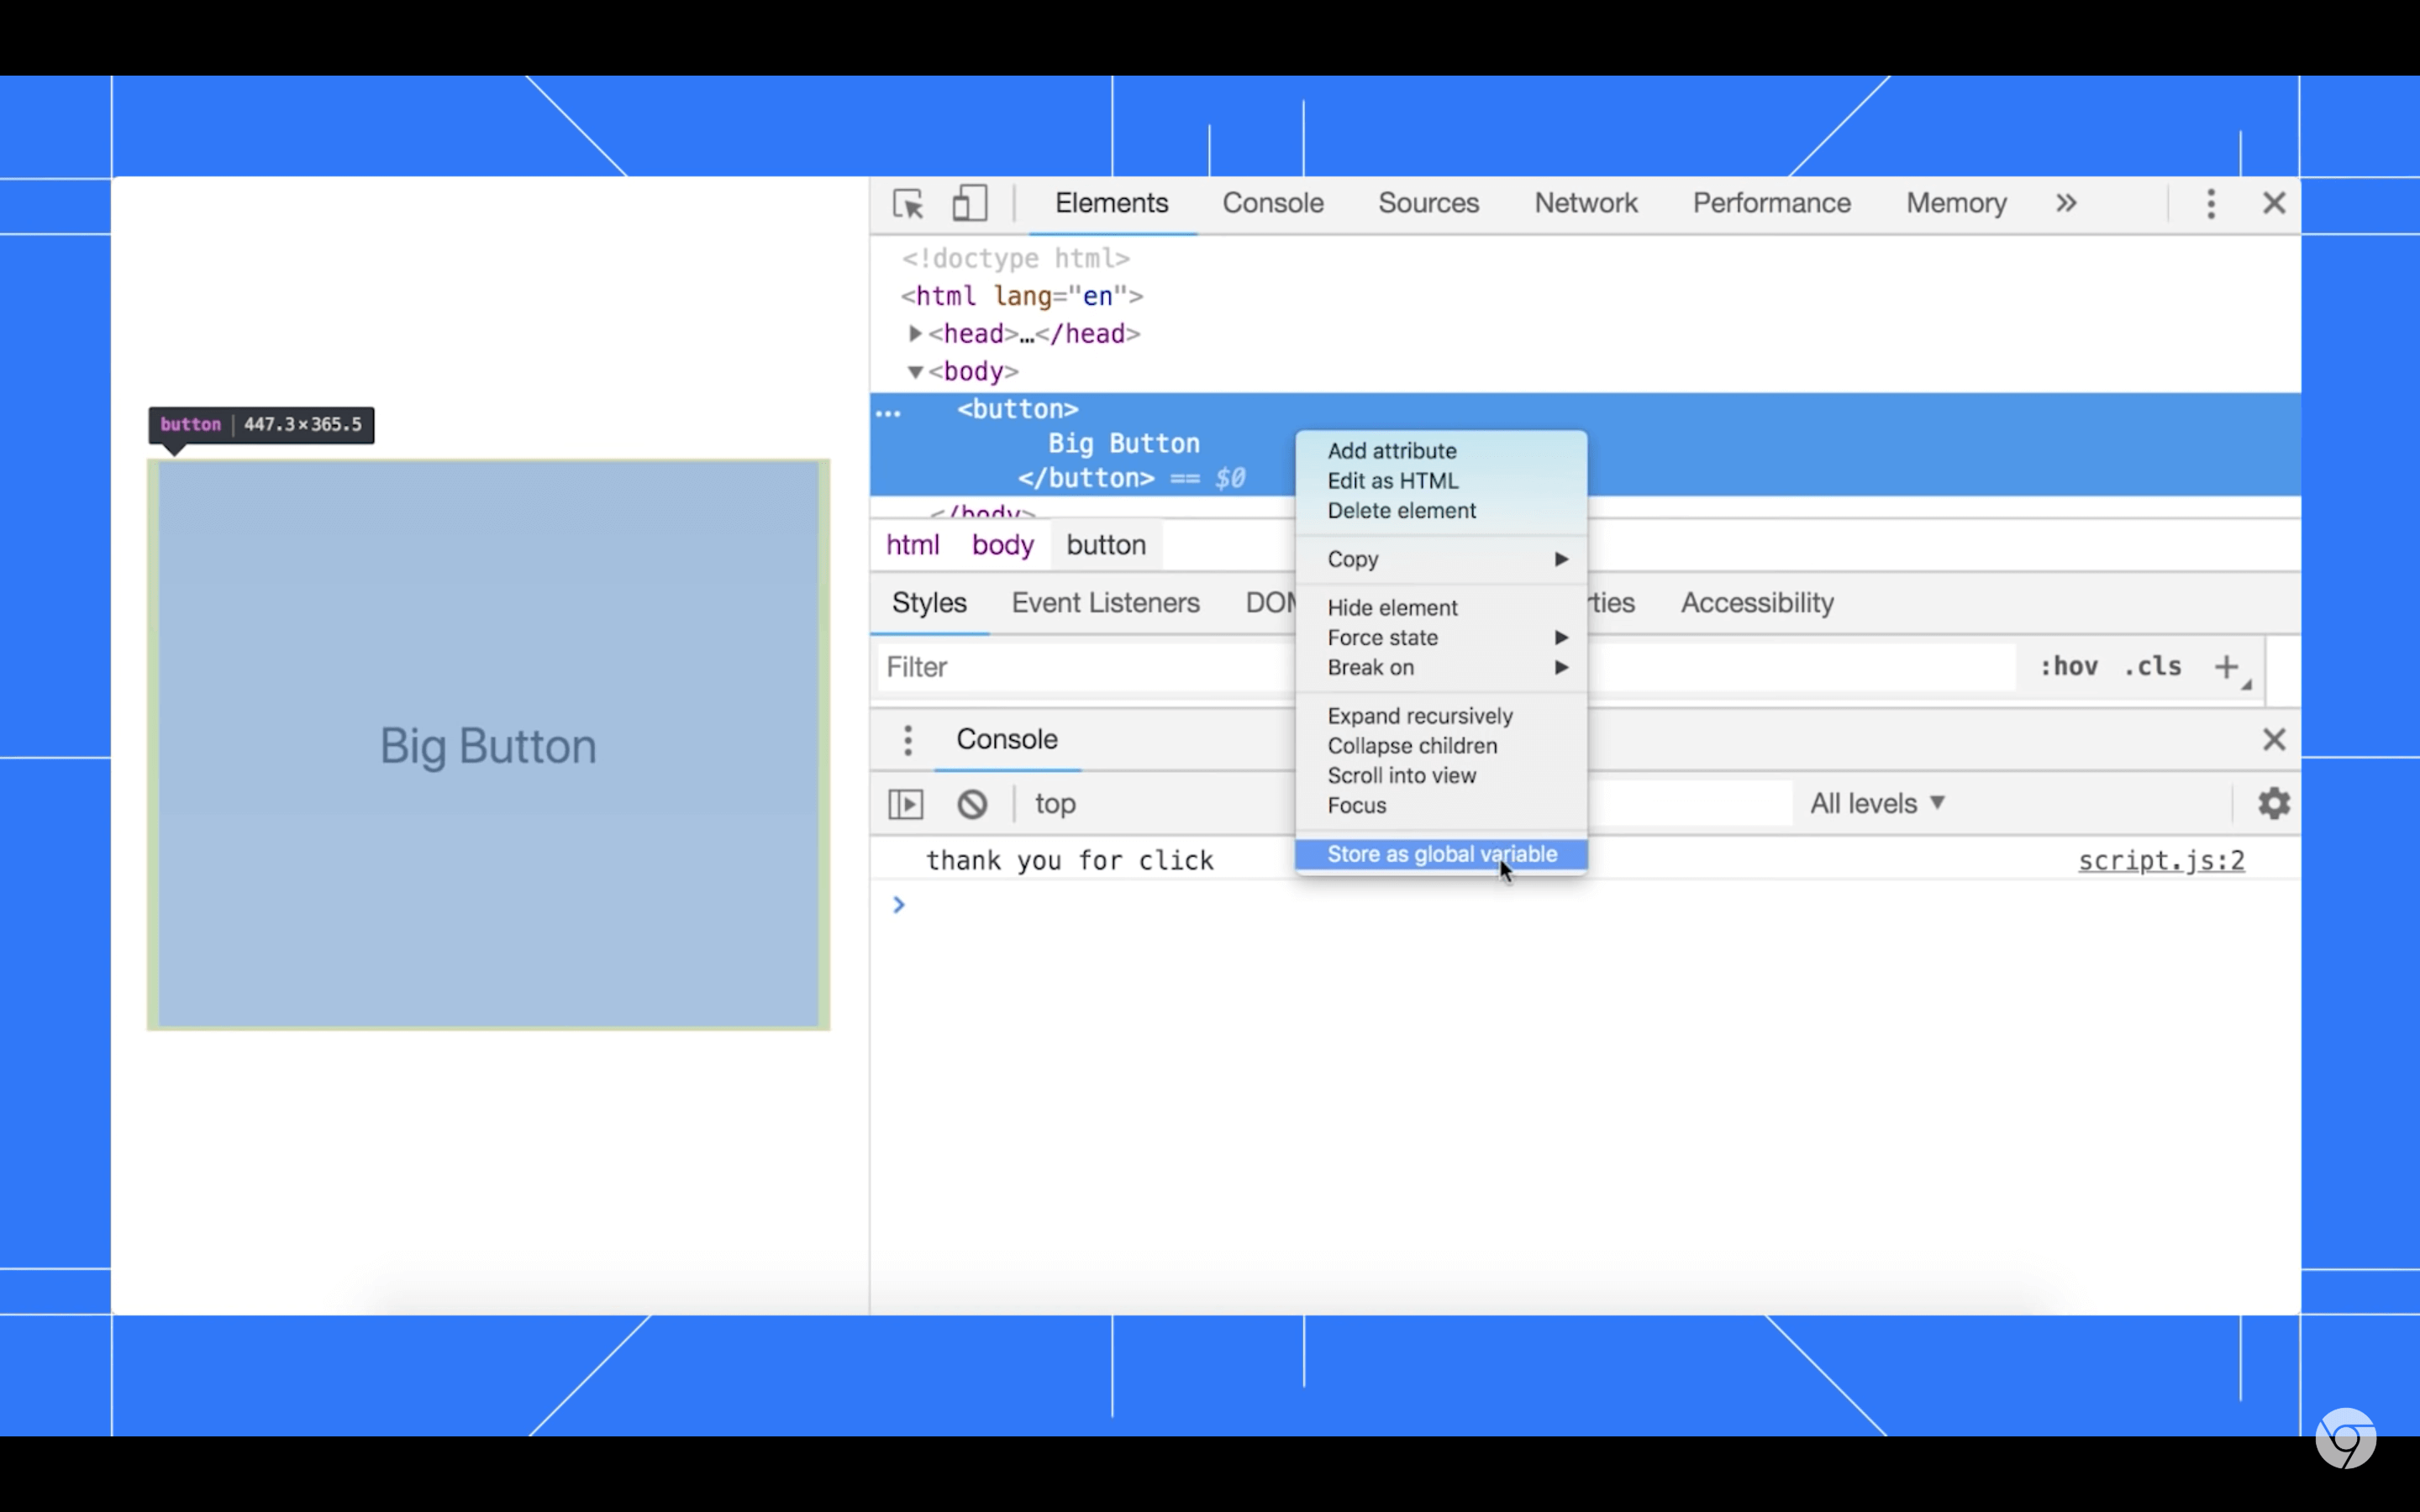 Elements Console Sources Network Performance Memory »
<!doctype html>
<html lang="en">
<head>…</head>
<body>
button 447.3×365.5
… <button>
Big Button
</button> == $0
</body>
html body button
Styles Event Listeners Accessibility
Filter :hov .cls +
Add attribute
Edit as HTML
Delete element
Copy
Hide element
Force state
Break on
Expand recursively
Collapse children
Scroll into view
Focus
Store as global variable
Big Button
Console
top All levels
thank you for click script.js:2
>